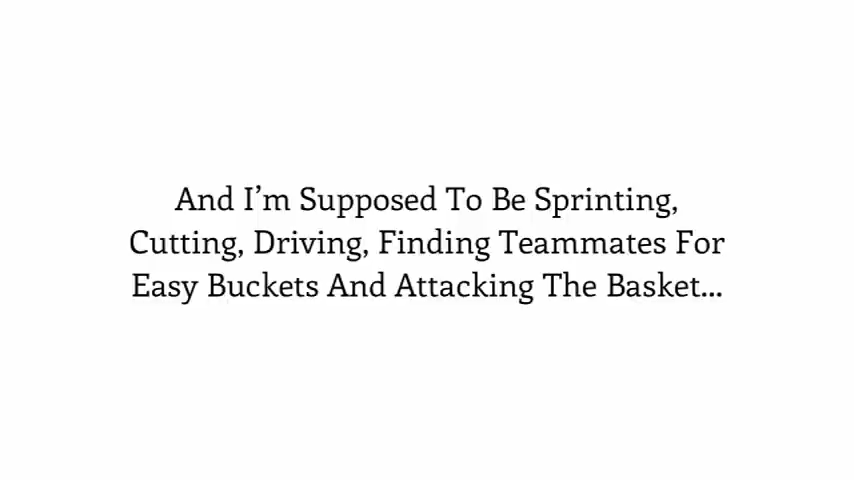 And I’m Supposed To Be Sprinting,
Cutting, Driving, Finding Teammates For
Easy Buckets And Attacking The Basket...